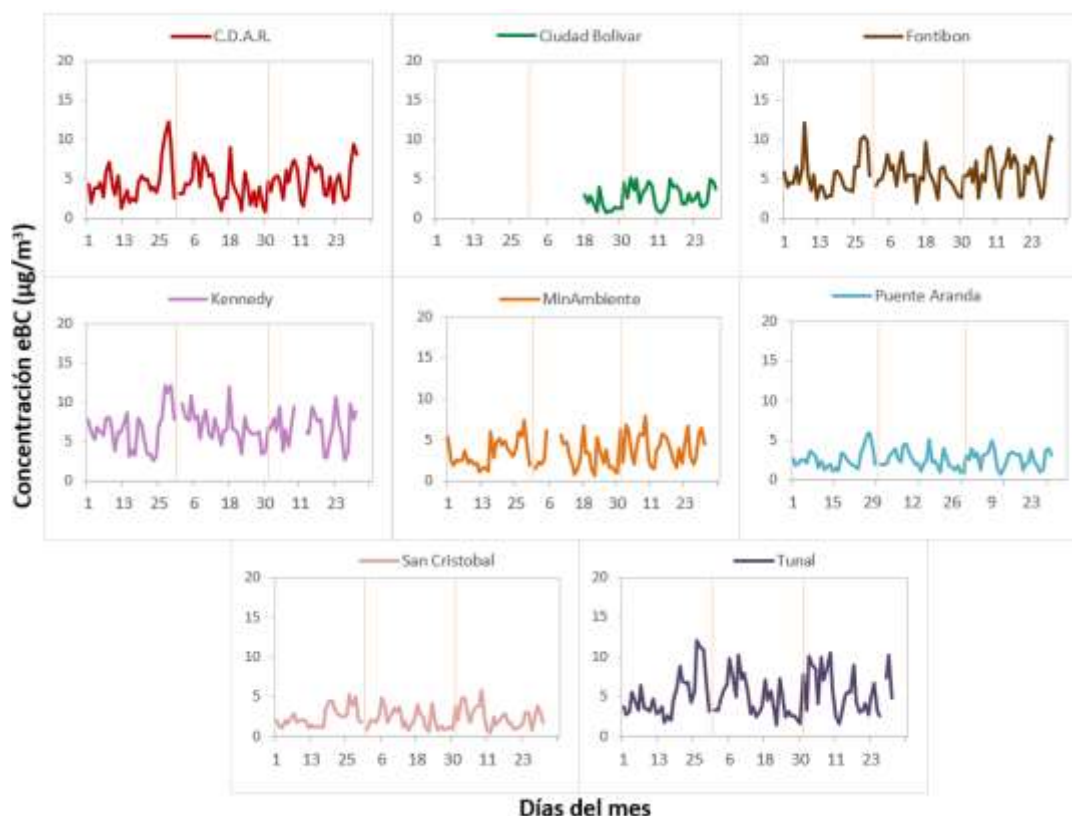 C.D.A.R.
20
15
10
5
0
1 13 25 6 18 30 11 23
Ciudad Bolivar
20
15
10
5
0
1 13 25 6 18 30 11 23
Fontibon
20
15
10
5
0
1 13 25 6 18 30 11 23
Concentración eBC (µg/m³)
Kennedy
20
15
10
5
0
1 13 25 6 18 30 11 23
MinAmbiente
20
15
10
5
0
1 13 25 6 18 30 11 23
Puente Aranda
20
15
10
5
0
1 15 29 12 26 9 23
San Cristobal
20
15
10
5
0
1 13 25 6 18 30 11 23
Tunal
20
15
10
5
0
1 13 25 6 18 30 11 23
Días del mes